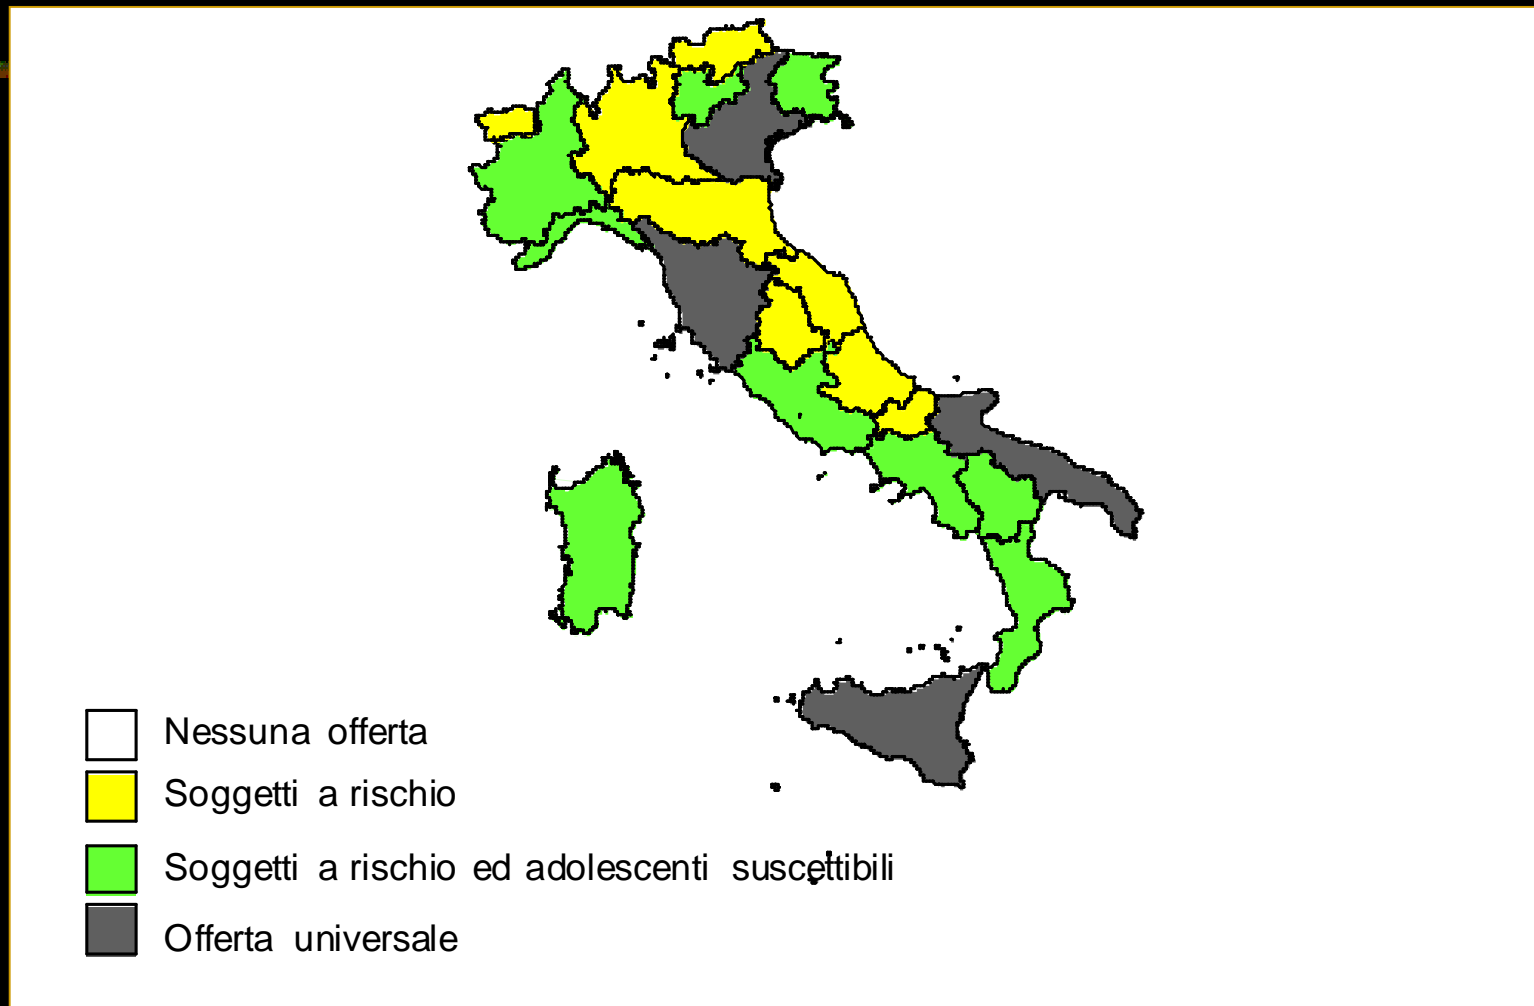 Nessuna offerta
Soggetti a rischio
Soggetti a rischio ed adolescenti suscettibili
Offerta universale